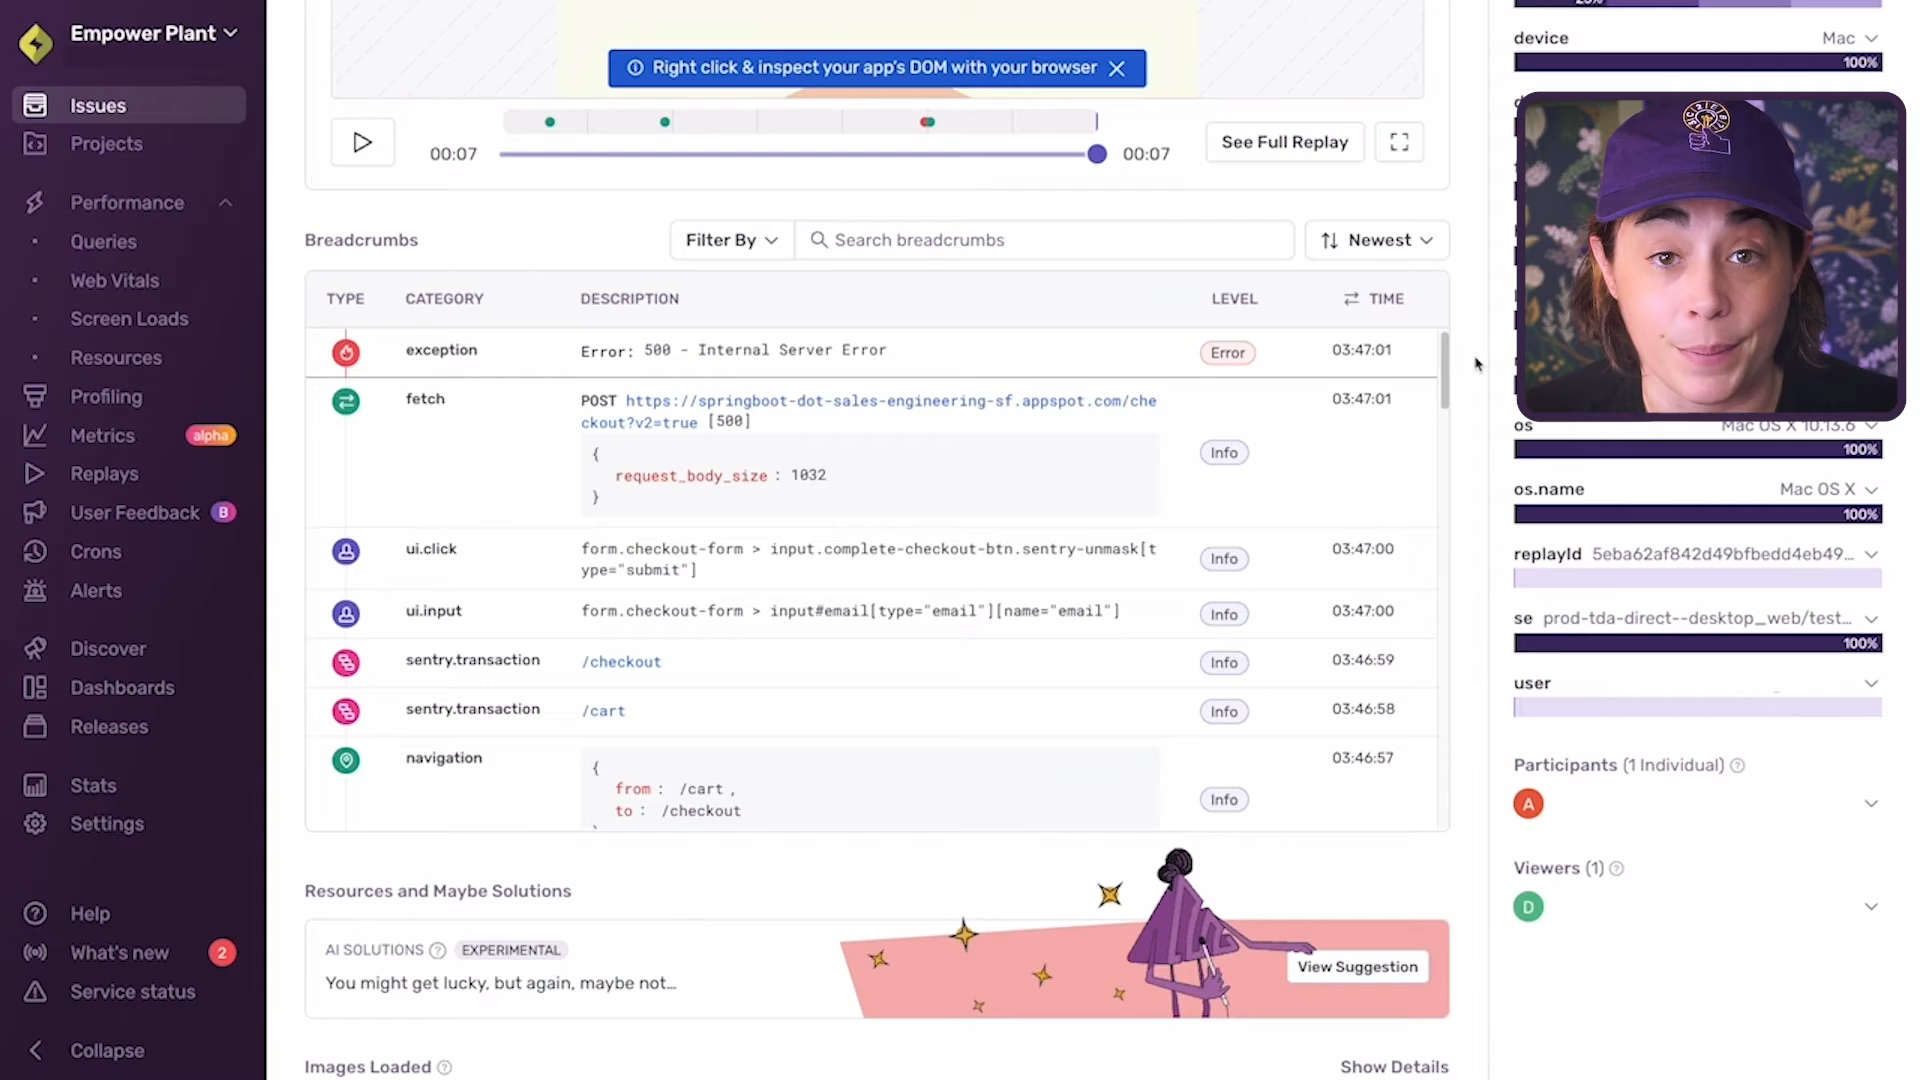 Empower Plant
Issues
Projects
Performance
Queries
Web Vitals
Screen Loads
Resources
Profiling
Metrics
alpha
Replays
User Feedback
B
Crons
Alerts
Discover
Dashboards
Releases
Stats
Settings
Help
What's new
2
Service status
Collapse
Right click & inspect your app's DOM with your browser
00:07
00:07
See Full Replay
Breadcrumbs
Filter By
Search breadcrumbs
Newest
TYPE CATEGORY DESCRIPTION LEVEL TIME
exception Error: 500 - Internal Server Error Error 03:47:01
fetch POST https://springboot-dot-sales-engineering-sf.appspot.com/che 03:47:01
ckout?v2=true [500]
{
request_body_size : 1032
}
Info
ui.click form.checkout-form > input.complete-checkout-btn.sentry-unmask[t Info 03:47:00
ype="submit"]
ui.input form.checkout-form > input#email[type="email"][name="email"] Info 03:47:00
sentry.transaction /checkout Info 03:46:59
sentry.transaction /cart Info 03:46:58
navigation { 03:46:57
from : /cart ,
to : /checkout
Info
Resources and Maybe Solutions
AI SOLUTIONS EXPERIMENTAL
You might get lucky, but again, maybe not...
View Suggestion
Images Loaded
Show Details
device Mac
100%
os Mac OS X 10.13.6
100%
os.name Mac OS X
100%
replayId 5eba62af842d49bfbedd4eb49...
se prod-tda-direct--desktop_web/test...
100%
user
Participants (1 Individual)
A
Viewers (1)
D